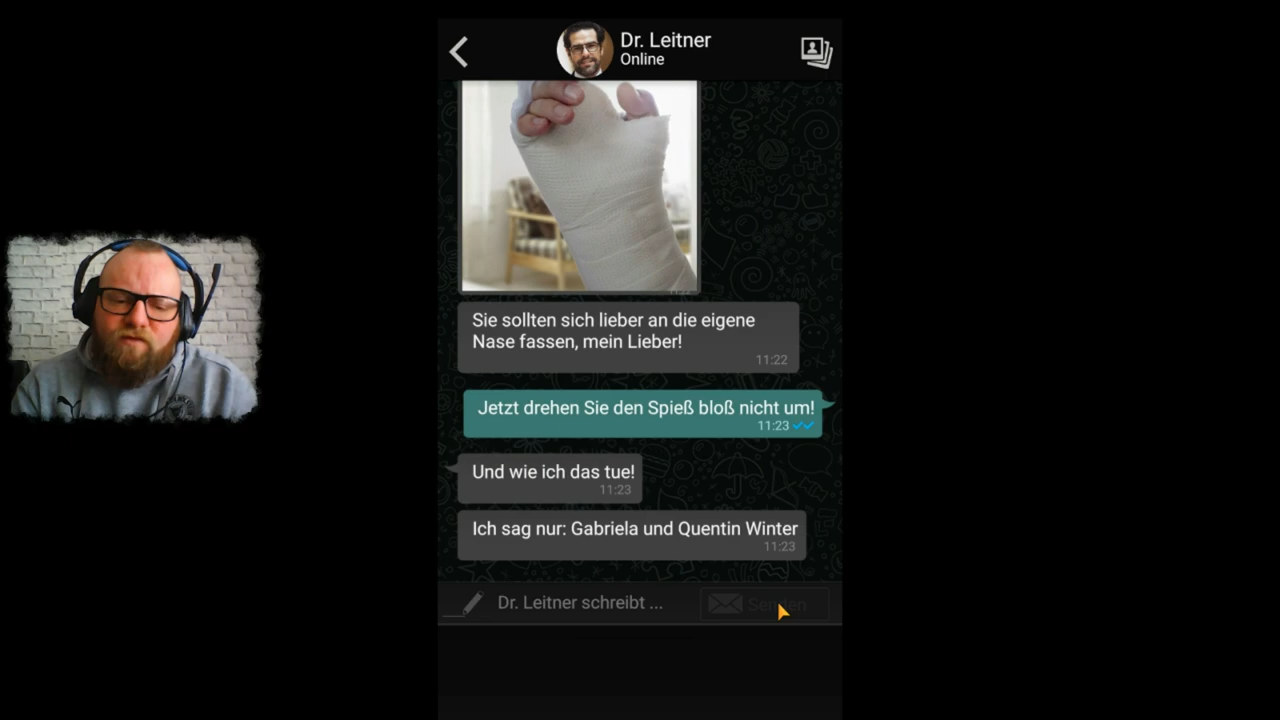 Dr. Leitner
Online
Sie sollten sich lieber an die eigene
Nase fassen, mein Lieber!
11:22
Jetzt drehen Sie den Spieß bloß nicht um!
11:23
Und wie ich das tue!
11:23
Ich sag nur: Gabriela und Quentin Winter
11:23
Dr. Leitner schreibt ...
Senden